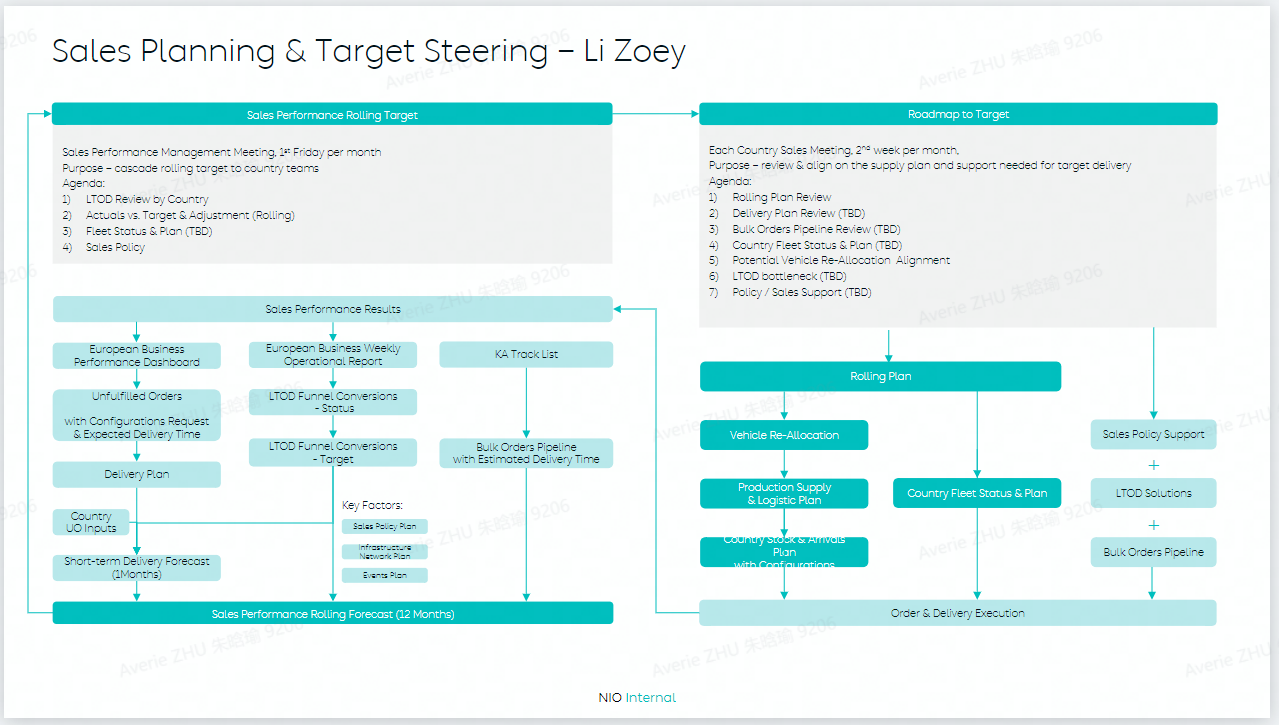 Sales Planning & Target Steering – Li Zoey
Sales Performance Rolling Target
Sales Performance Management Meeting, 1st Friday per month
Purpose – cascade rolling target to country teams
Agenda:
1) LTOD Review by Country
2) Actuals vs. Target & Adjustment (Rolling)
3) Fleet Status & Plan (TBD)
4) Sales Policy
Roadmap to Target
Each Country Sales Meeting, 2nd week per month,
Purpose – review & align on the supply plan and support needed for target delivery
Agenda:
1) Rolling Plan Review
2) Delivery Plan Review (TBD)
3) Bulk Orders Pipeline Review (TBD)
4) Country Fleet Status & Plan (TBD)
5) Potential Vehicle Re-Allocation Alignment
6) LTOD bottleneck (TBD)
7) Policy / Sales Support (TBD)
Sales Performance Results
European Business
Performance Dashboard
Unfulfilled Orders
with Configurations Request
& Expected Delivery Time
Delivery Plan
Country
UO Inputs
Short-term Delivery Forecast
(1Months)
European Business Weekly
Operational Report
LTOD Funnel Conversions
- Status
LTOD Funnel Conversions
- Target
KA Track List
Bulk Orders Pipeline
with Estimated Delivery Time
Key Factors:
Sales Policy Plan
Infrastructure
Network Plan
Events Plan
Sales Performance Rolling Forecast (12 Months)
Rolling Plan
Vehicle Re-Allocation
Production Supply
& Logistic Plan
Country Stock & Arrivals
Plan
with Configurations
Country Fleet Status & Plan
Sales Policy Support
+
LTOD Solutions
+
Bulk Orders Pipeline
Order & Delivery Execution
NIO Internal
Averie ZHU 朱晗瑜 9206